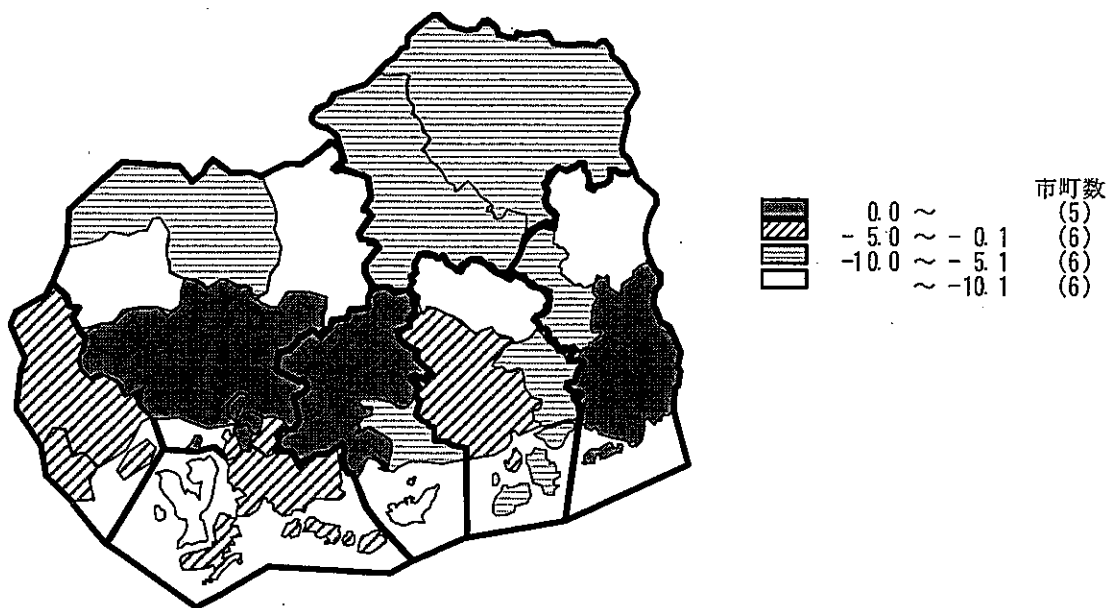 市町数
0.0 ～ (5)
- 5.0 ～ - 0.1 (6)
-10.0 ～ - 5.1 (6)
～ -10.1 (6)